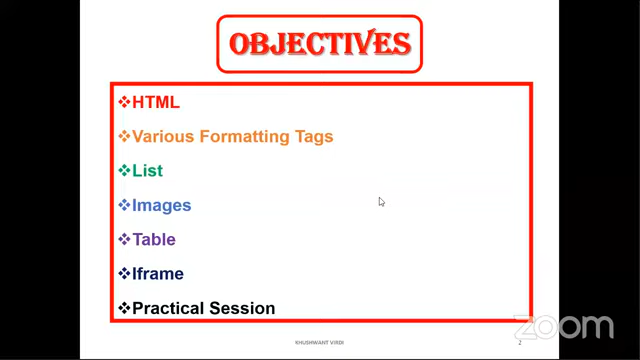 OBJECTIVES
❖HTML
❖Various Formatting Tags
❖List
❖Images
❖Table
❖Iframe
❖Practical Session
KHUSHWANT VIRDI
2
zoom